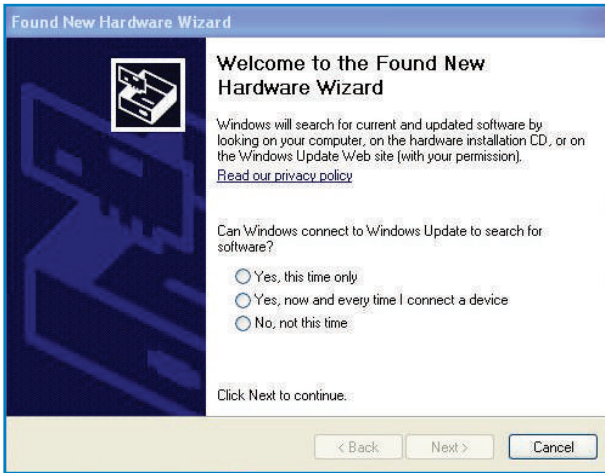 Found New Hardware Wizard
Welcome to the Found New
Hardware Wizard
Windows will search for current and updated software by
looking on your computer, on the hardware installation CD, or on
the Windows Update Web site (with your permission).
Read our privacy policy
Can Windows connect to Windows Update to search for
software?
Yes, this time only
Yes, now and every time I connect a device
No, not this time
Click Next to continue.
< Back Next > Cancel